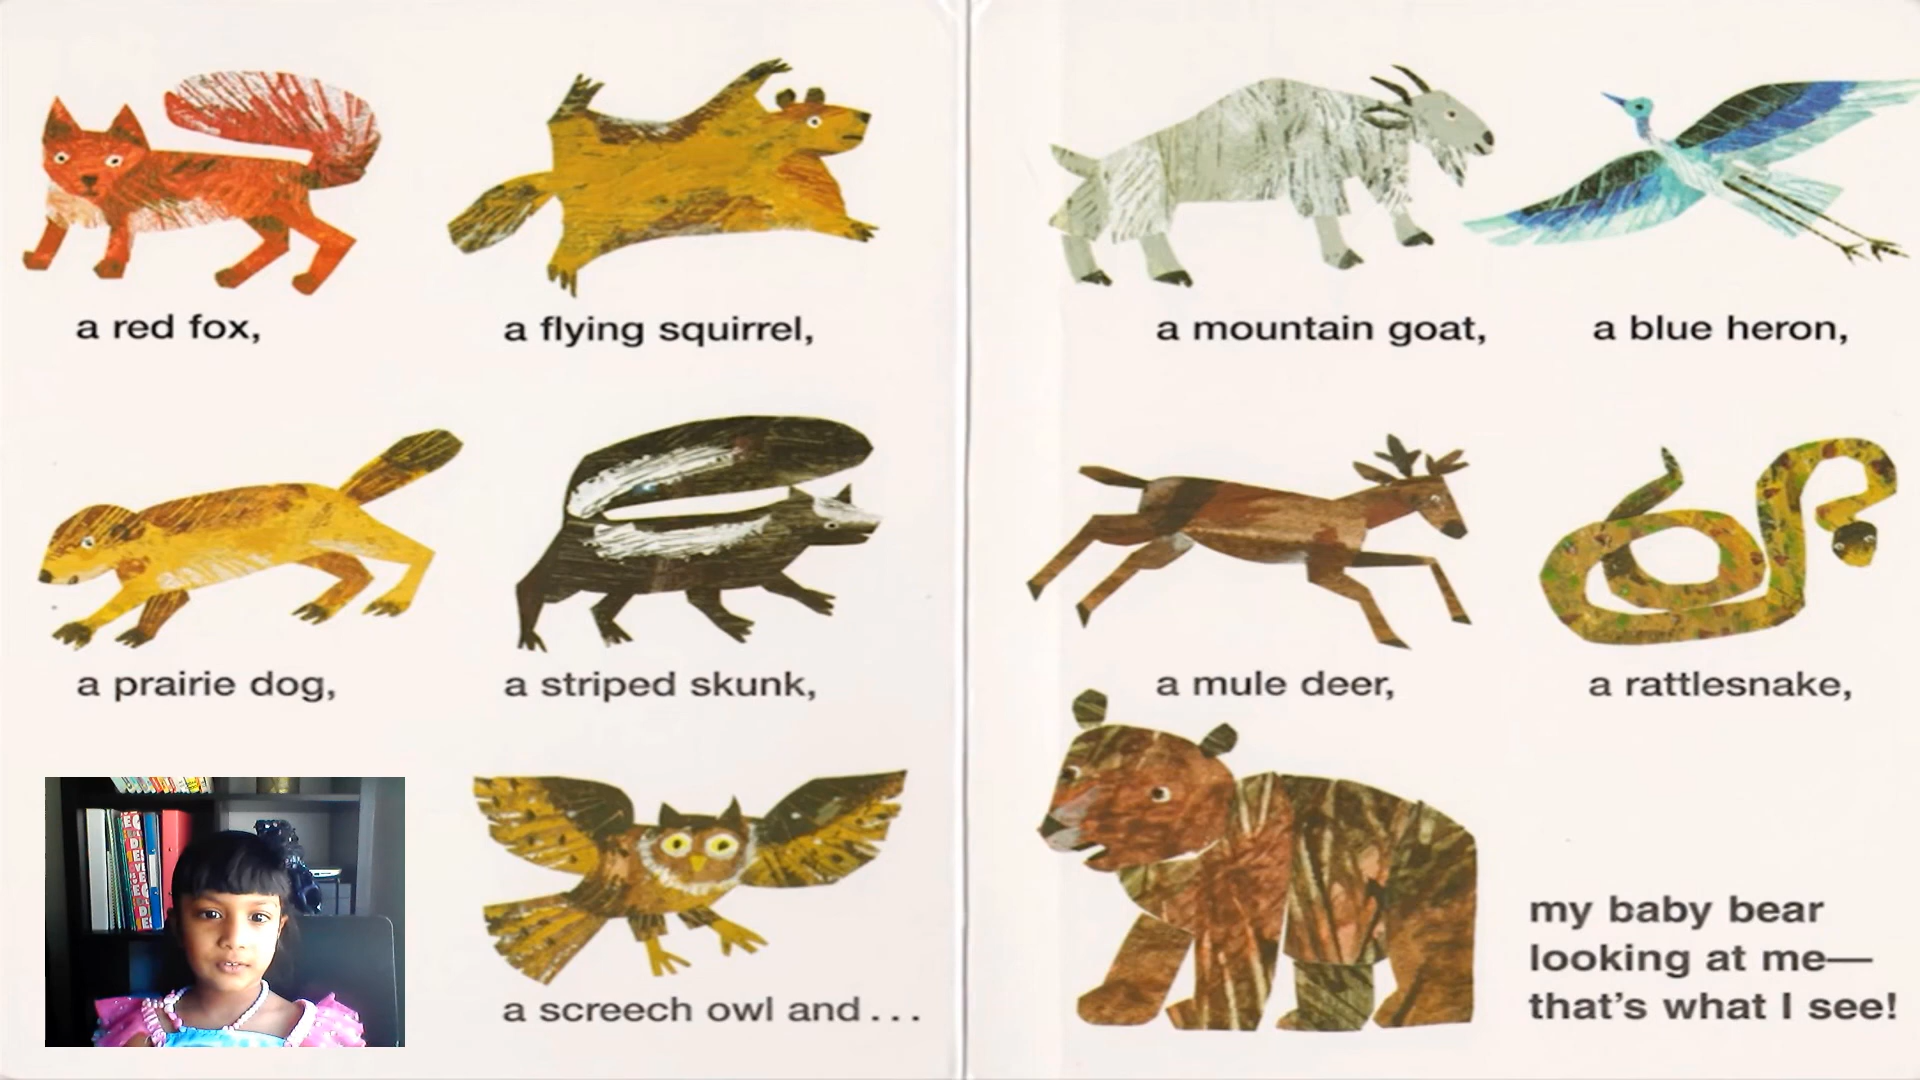 a red fox,
a flying squirrel,
a mountain goat,
a blue heron,
a prairie dog,
a striped skunk,
a mule deer,
a rattlesnake,
a screech owl and...
my baby bear
looking at me—
that's what I see!